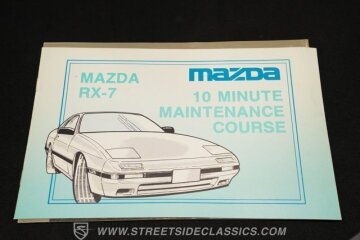 MAZDA
RX-7
mazda
10 MINUTE
MAINTENANCE
COURSE
WWW.STREETSIDECLASSICS.COM